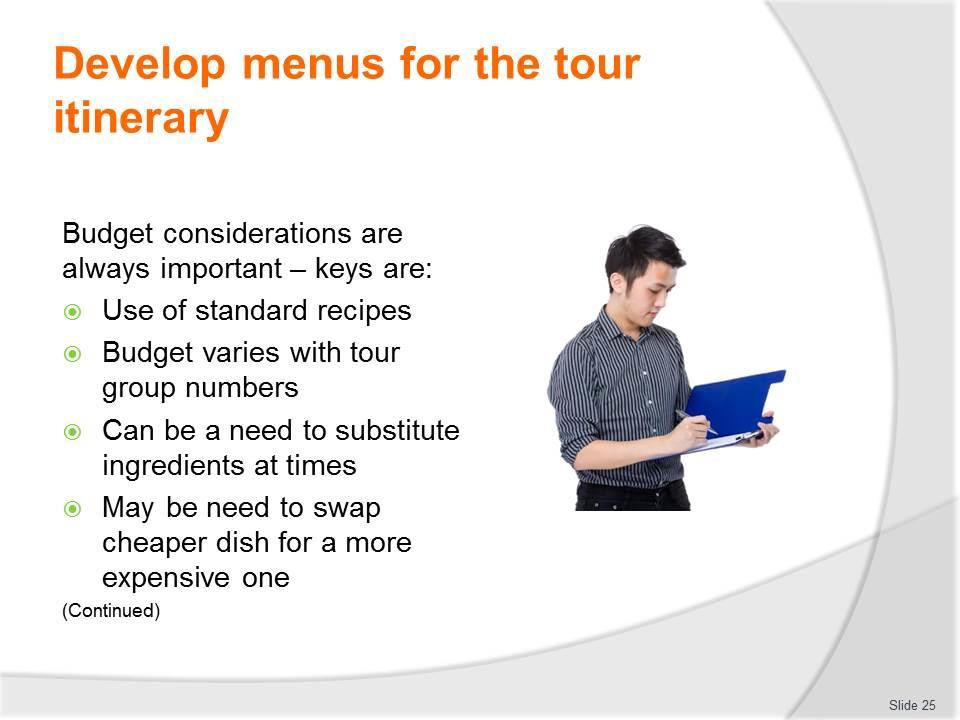 Develop menus for the tour
itinerary
Budget considerations are
always important – keys are:
Use of standard recipes
Budget varies with tour
group numbers
Can be a need to substitute
ingredients at times
May be need to swap
cheaper dish for a more
expensive one
(Continued)
Slide 25